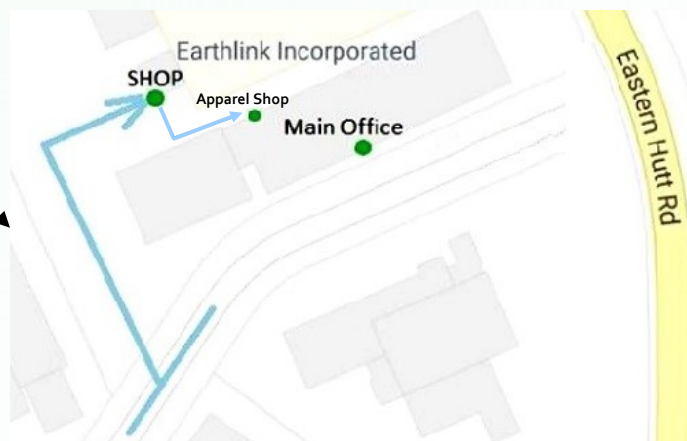 Earthlink Incorporated
SHOP
Apparel Shop
Main Office
Eastern Hutt Rd